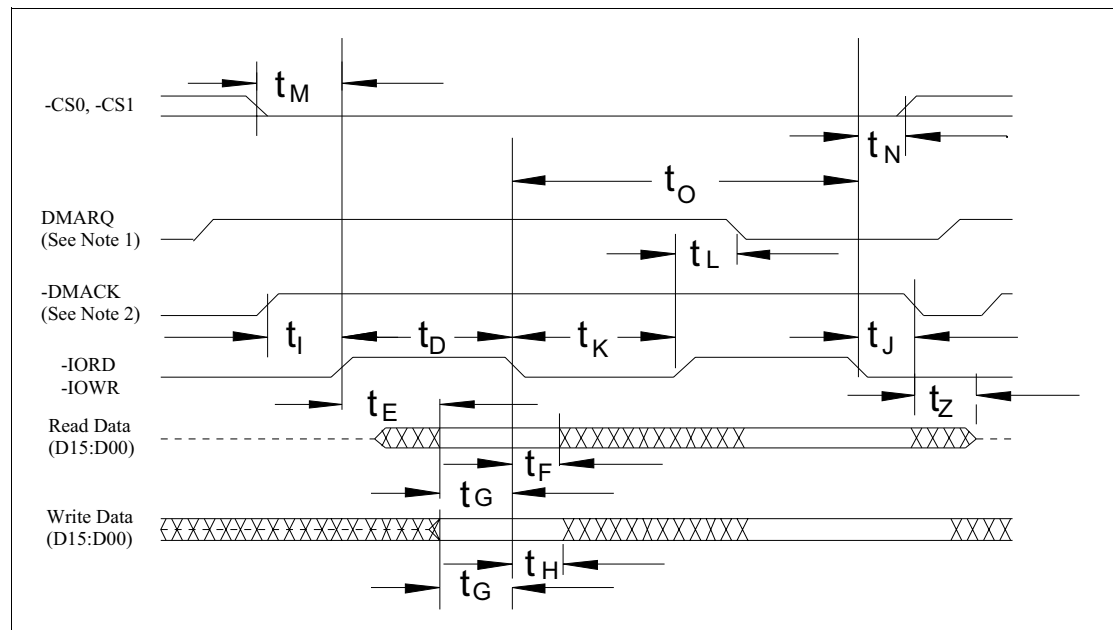 tM
-CS0, -CS1
tN
tO
DMARQ
(See Note 1)
tL
-DMACK
(See Note 2)
tI
tD
tK
tJ
-IORD
-IOWR
tE
tZ
Read Data
(D15:D00)
tF
tG
Write Data
(D15:D00)
tH
tG